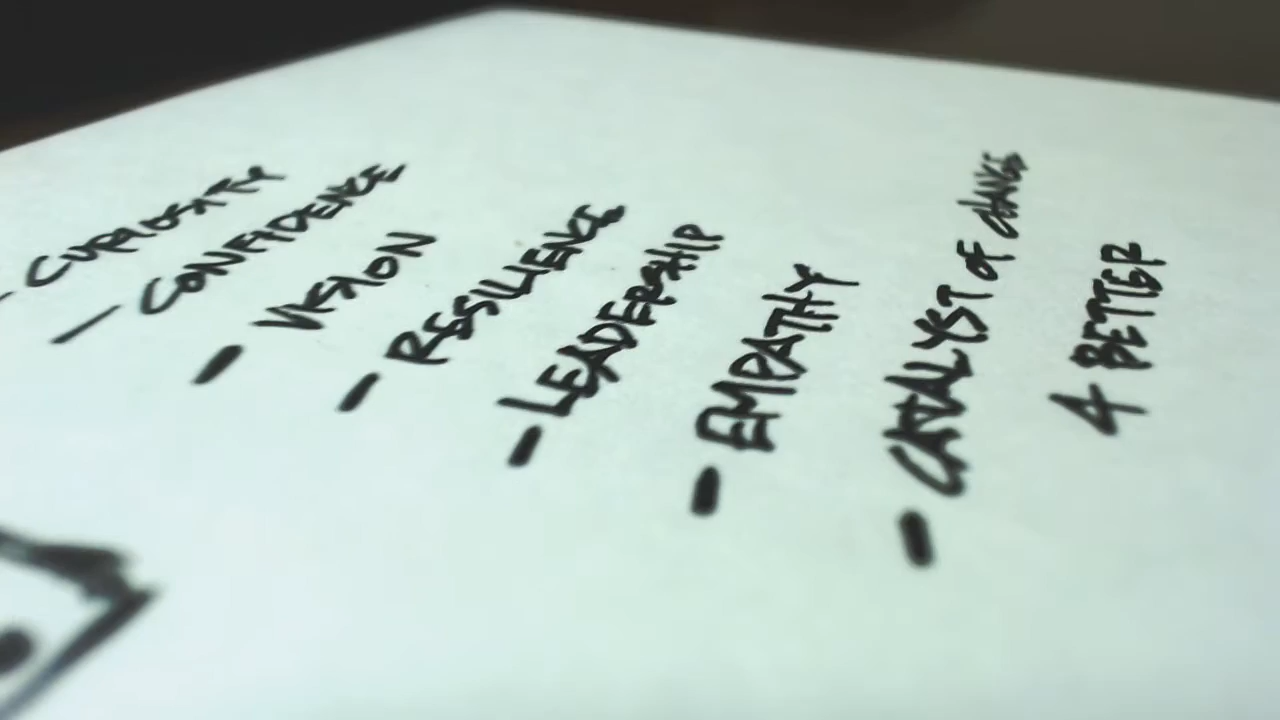 - CURIOSITY
- CONFIDENCE
- VISION
- RESILIENCE
- LEADERSHIP
- EMPATHY
- CATALYST OF CHANGE
4 BETTER